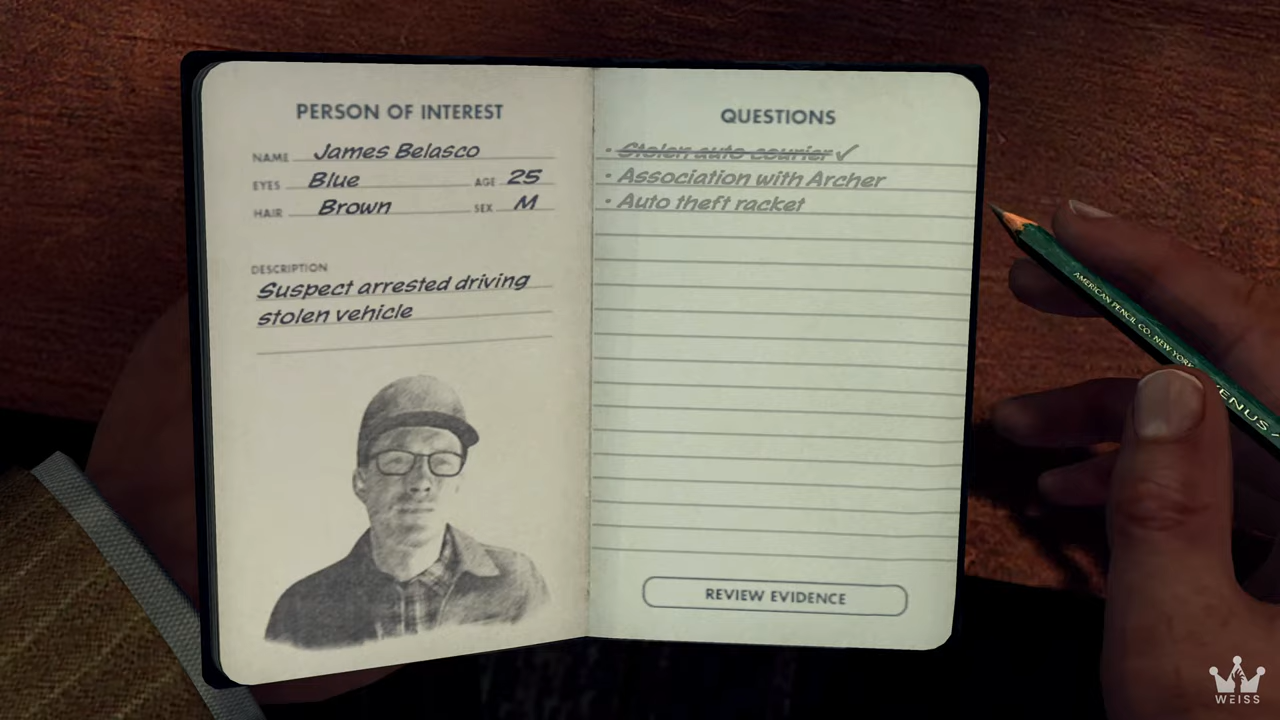 PERSON OF INTEREST
NAME James Belasco
EYES Blue AGE 25
HAIR Brown SEX M
DESCRIPTION
Suspect arrested driving
stolen vehicle
QUESTIONS
• Stolen auto courier ✓
• Association with Archer
• Auto theft racket
REVIEW EVIDENCE
AMERICAN PENCIL CO. NEW YORK
VENUS
WEISS